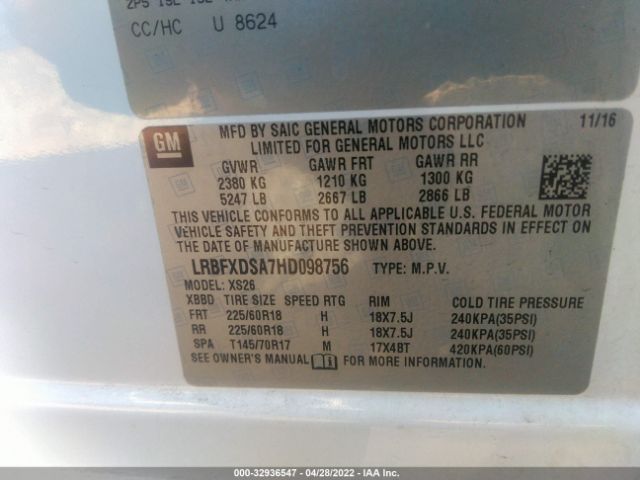 CC/HC U 8624
GM
MFD BY SAIC GENERAL MOTORS CORPORATION 11/16
LIMITED FOR GENERAL MOTORS LLC
GVWR GAWR FRT GAWR RR
2380 KG 1210 KG 1300 KG
5247 LB 2667 LB 2866 LB
THIS VEHICLE CONFORMS TO ALL APPLICABLE U.S. FEDERAL MOTOR
VEHICLE SAFETY AND THEFT PREVENTION STANDARDS IN EFFECT ON
THE DATE OF MANUFACTURE SHOWN ABOVE.
LRBFXDSA7HD098756 TYPE: M.P.V.
MODEL: XS26
XBBD TIRE SIZE SPEED RTG RIM COLD TIRE PRESSURE
FRT 225/60R18 H 18X7.5J 240KPA(35PSI)
RR 225/60R18 H 18X7.5J 240KPA(35PSI)
SPA T145/70R17 M 17X4BT 420KPA(60PSI)
SEE OWNER'S MANUAL FOR MORE INFORMATION.
000-32936547 - 04/28/2022 - IAA Inc.